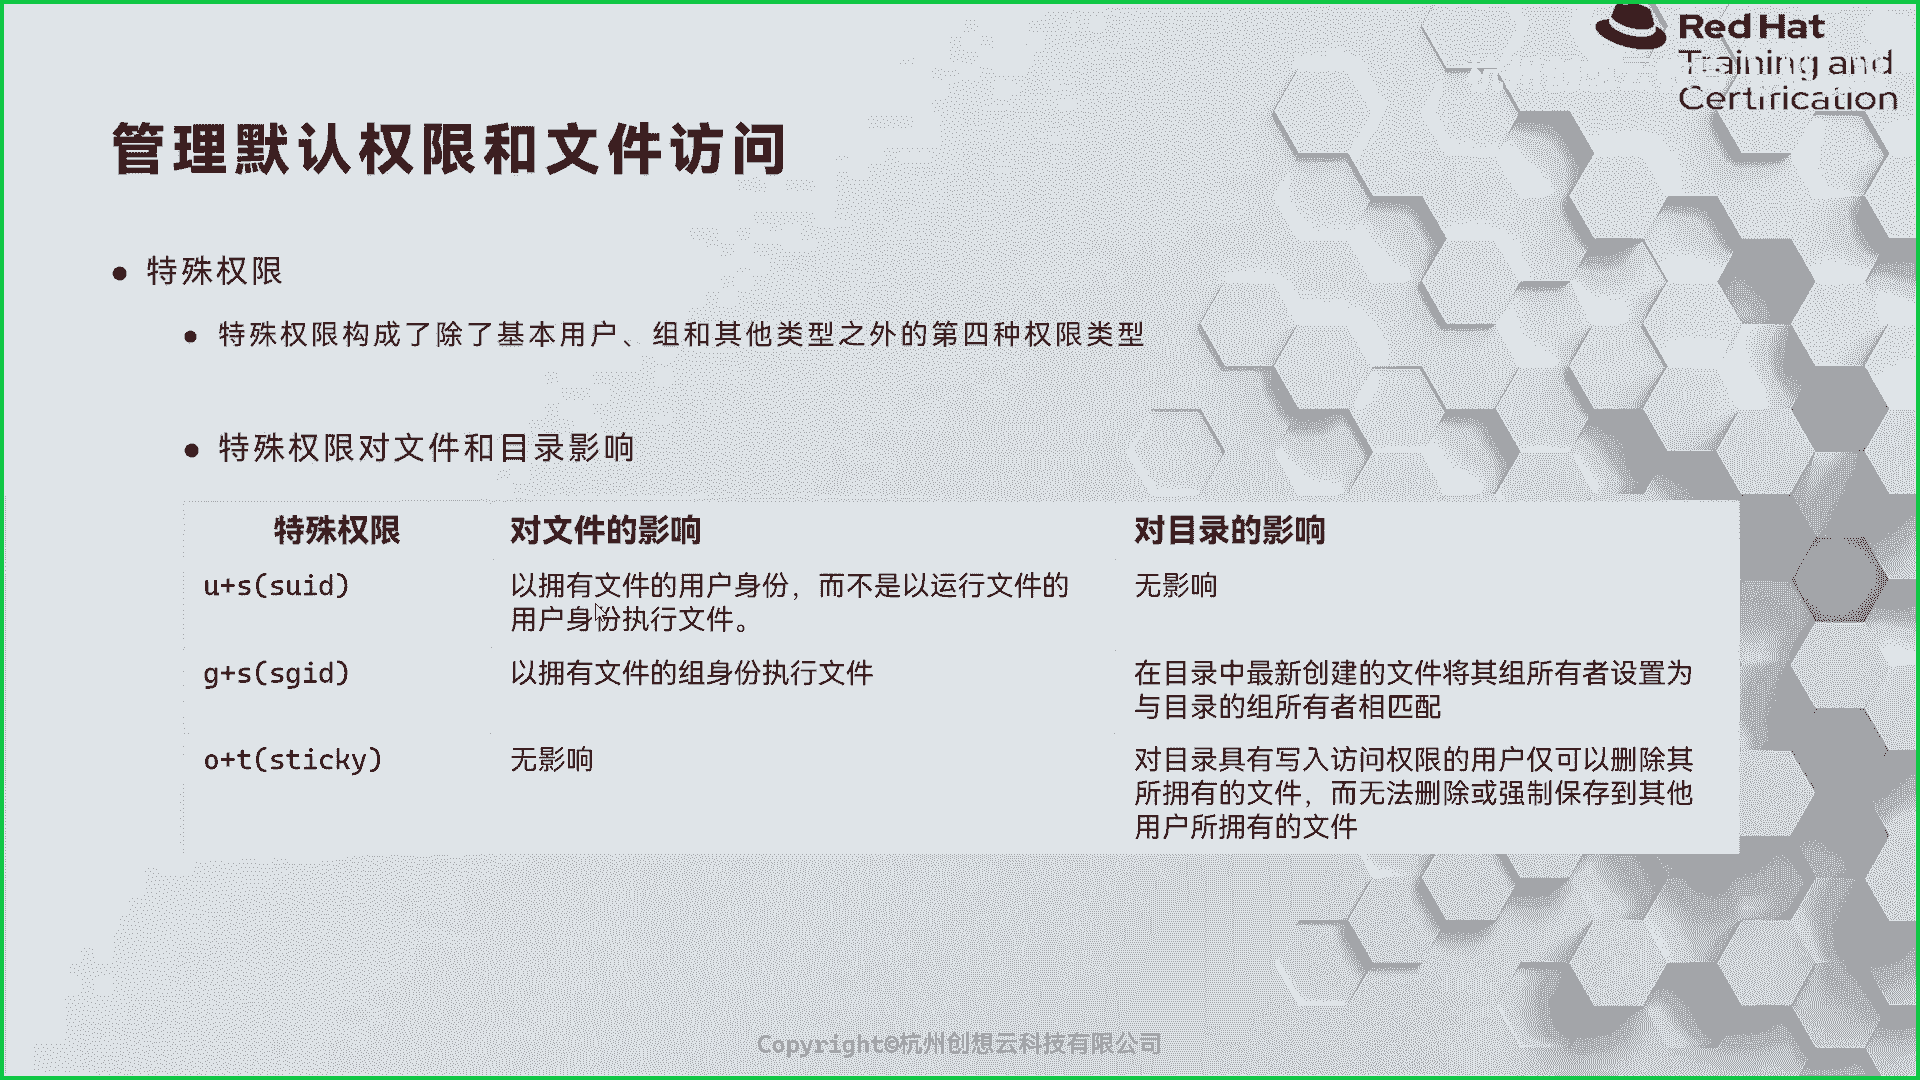 Red Hat
Training and
Certification
管理默认权限和文件访问
特殊权限
特殊权限构成了除了基本用户、组和其他类型之外的第四种权限类型
特殊权限对文件和目录影响
特殊权限 对文件的影响 对目录的影响
u+s(suid) 以拥有文件的用户身份，而不是以运行文件的 无影响
用户身份执行文件。
g+s(sgid) 以拥有文件的组身份执行文件 在目录中最新创建的文件将其组所有者设置为
与目录的组所有者相匹配
o+t(sticky) 无影响 对目录具有写入访问权限的用户仅可以删除其
所拥有的文件，而无法删除或强制保存到其他
用户所拥有的文件
Copyright©杭州创想云科技有限公司